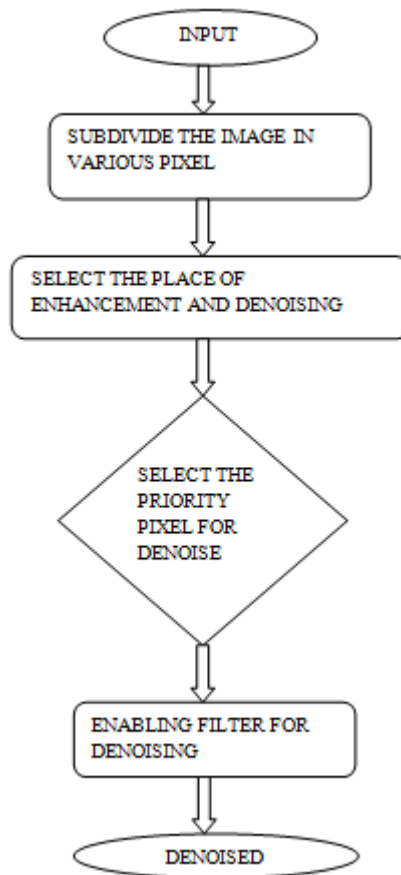 INPUT
SUBDIVIDE THE IMAGE IN
VARIOUS PIXEL
SELECT THE PLACE OF
ENHANCEMENT AND DENOISING
SELECT THE
PRIORITY
PIXEL FOR
DENOISE
ENABLING FILTER FOR
DENOISING
DENOISED